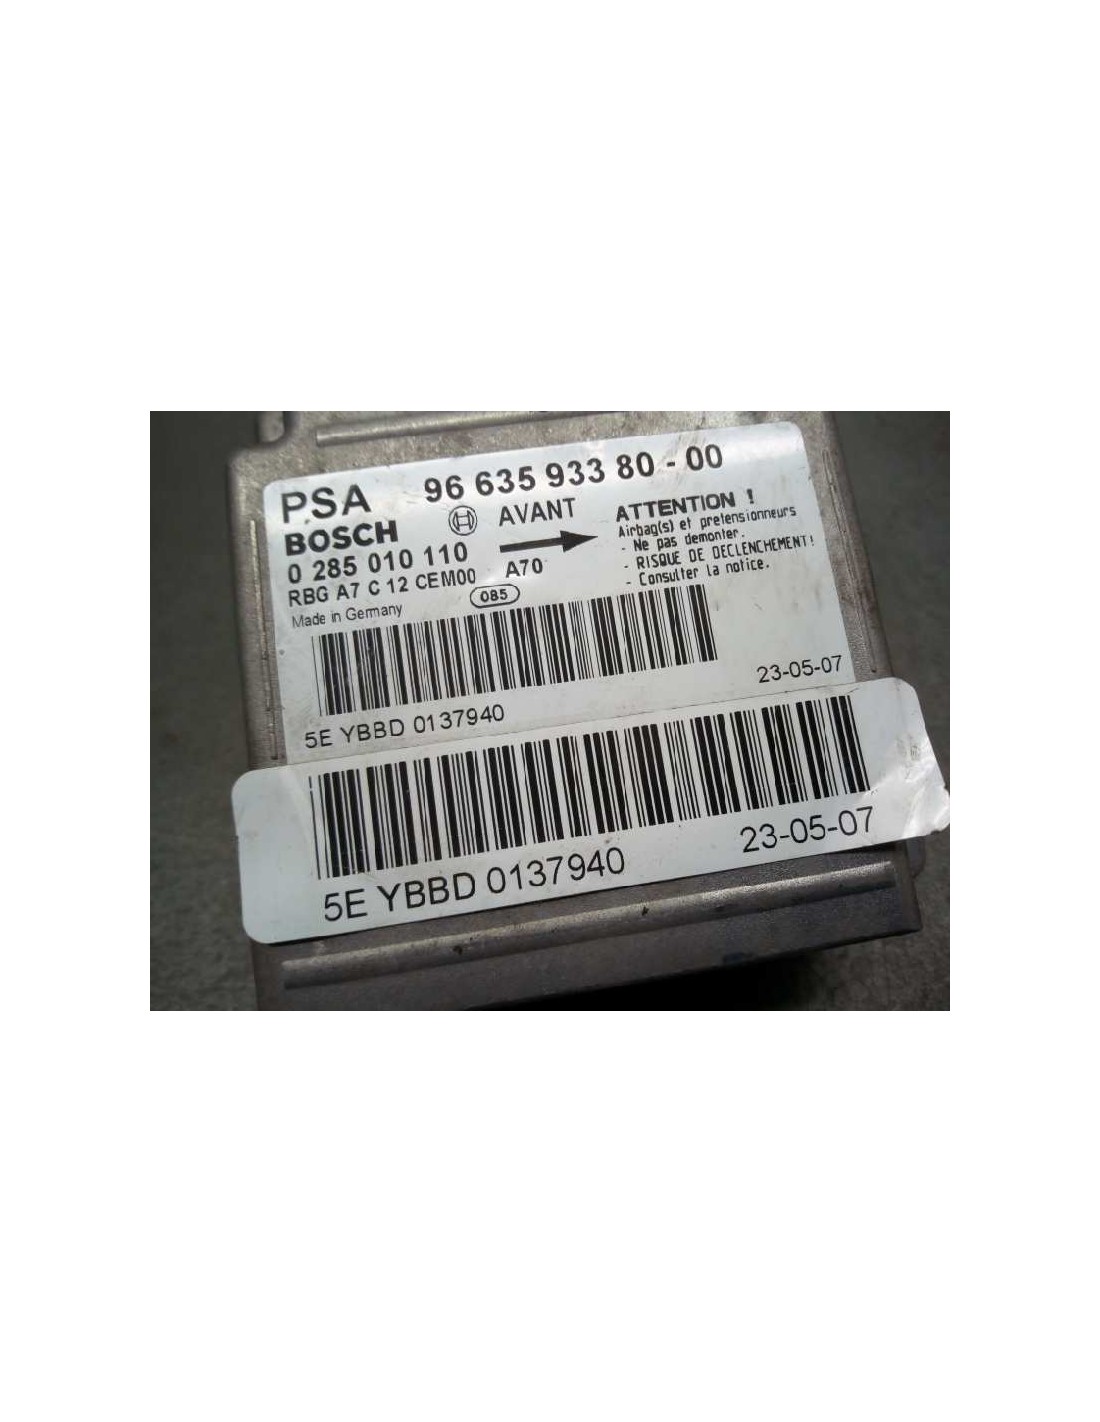 PSA 96 635 933 80 - 00
BOSCH AVANT
0 285 010 110
RBG A7 C 12 CEM00 A70
085
Made in Germany
ATTENTION !
Airbag(s) et pretensionneurs
- Ne pas demonter.
- RISQUE DE DECLENCHEMENT!
- Consulter la notice.
23-05-07
5E YBBD 0137940
23-05-07
5E YBBD 0137940